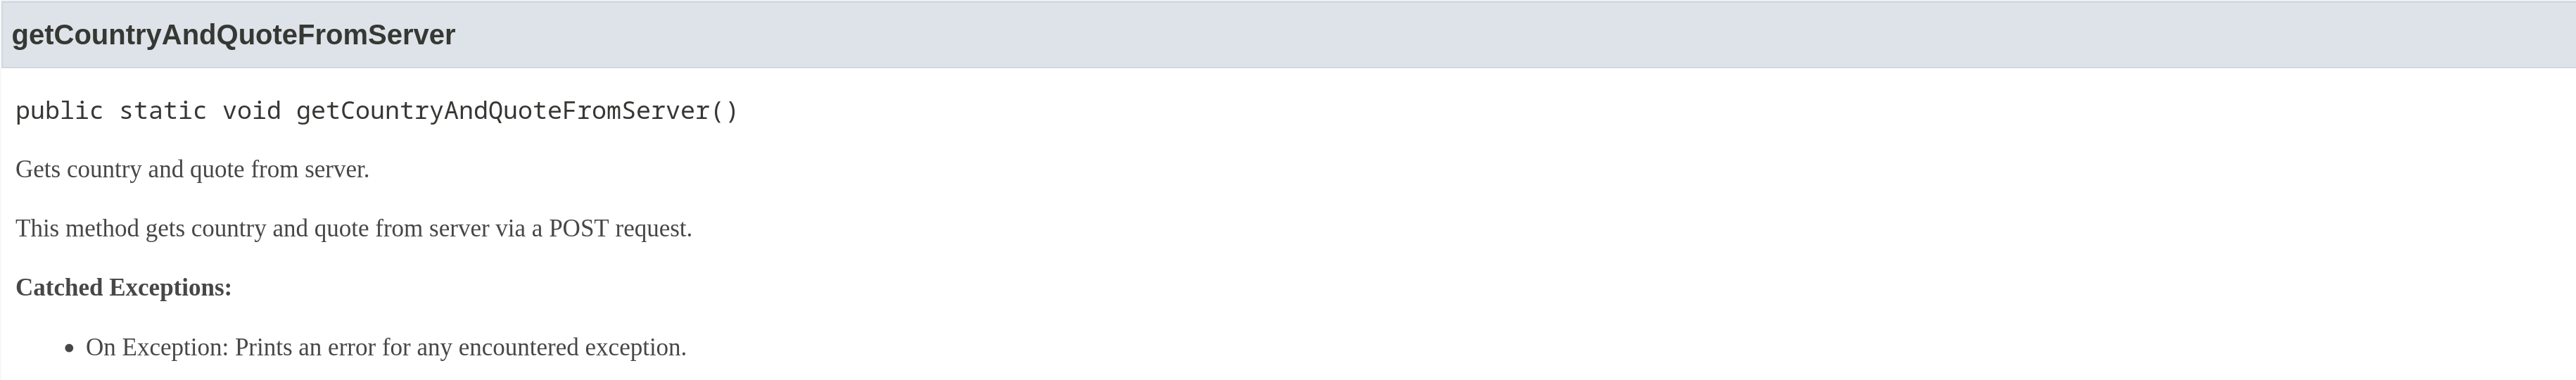 getCountryAndQuoteFromServer
public static void getCountryAndQuoteFromServer()
Gets country and quote from server.
This method gets country and quote from server via a POST request.
Catched Exceptions:
• On Exception: Prints an error for any encountered exception.